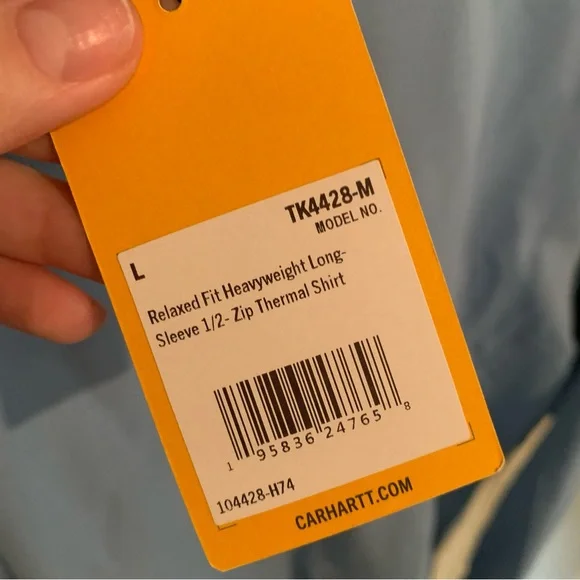 TK4428-M
MODEL NO.
L
Relaxed Fit Heavyweight Long-
Sleeve 1/2- Zip Thermal Shirt
1 95836 24765 8
104428-H74
CARHARTT.COM